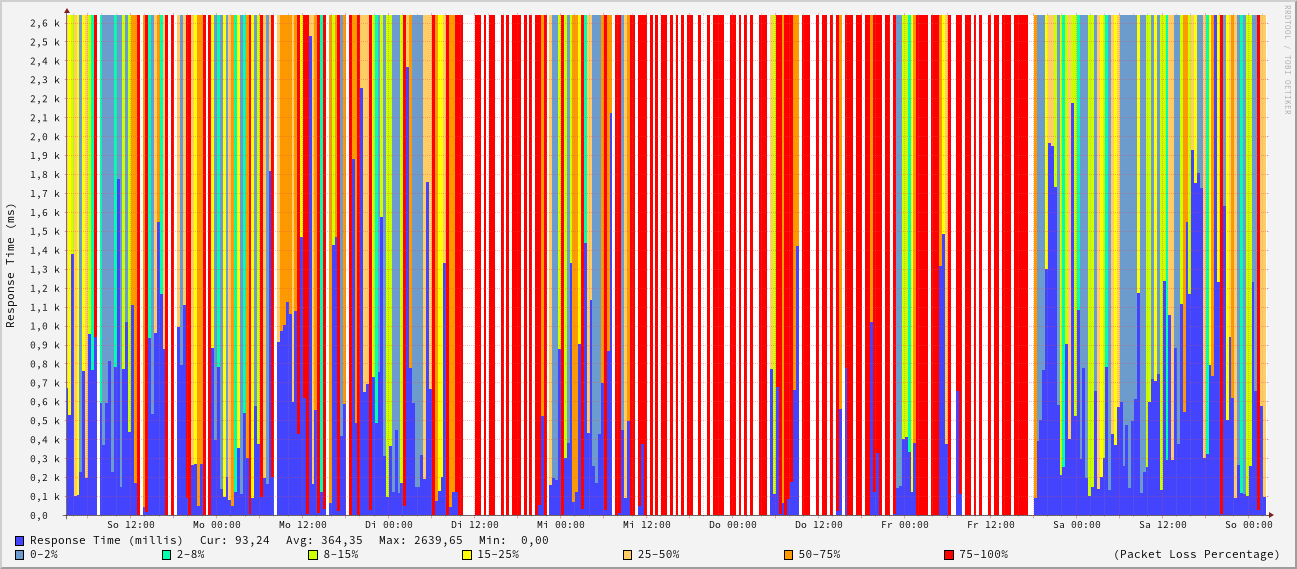 RRDTOOL / TOBI OETIKER
Response Time (ms)
2,6 k
2,5 k
2,4 k
2,3 k
2,2 k
2,1 k
2,0 k
1,9 k
1,8 k
1,7 k
1,6 k
1,5 k
1,4 k
1,3 k
1,2 k
1,1 k
1,0 k
0,9 k
0,8 k
0,7 k
0,6 k
0,5 k
0,4 k
0,3 k
0,2 k
0,1 k
0,0
So 12:00 Mo 00:00 Mo 12:00 Di 00:00 Di 12:00 Mi 00:00 Mi 12:00 Do 00:00 Do 12:00 Fr 00:00 Fr 12:00 Sa 00:00 Sa 12:00 So 00:00
Response Time (millis) Cur: 93,24 Avg: 364,35 Max: 2639,65 Min: 0,00
0-2% 2-8% 8-15% 15-25% 25-50% 50-75% 75-100% (Packet Loss Percentage)